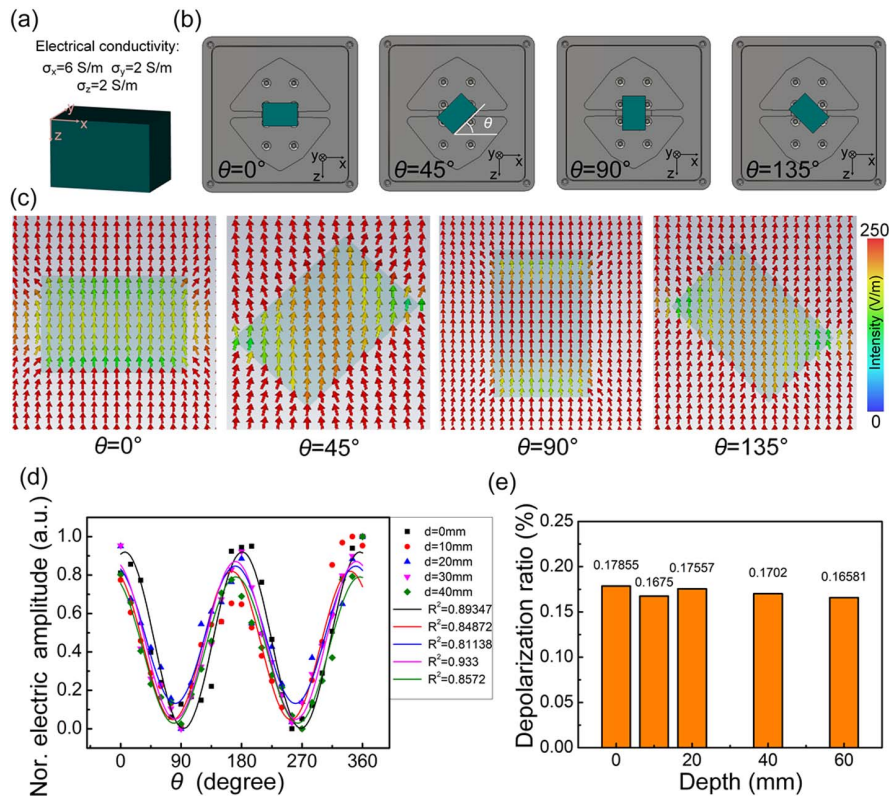 (a)
Electrical conductivity:
σx=6 S/m σy=2 S/m
σz=2 S/m
y
x
z
(b)
θ=0°
y
x
z
θ
θ=45°
y
x
z
θ=90°
y
x
z
θ=135°
y
x
z
(c)
250
Intensity (V/m)
0
θ=0°
θ=45°
θ=90°
θ=135°
(d)
Nor. electric amplitude (a.u.)
1.0
0.8
0.6
0.4
0.2
0.0
0 90 180 270 360
θ (degree)
d=0mm
d=10mm
d=20mm
d=30mm
d=40mm
R²=0.89347
R²=0.84872
R²=0.81138
R²=0.933
R²=0.8572
(e)
Depolarization ratio (%)
0.25
0.20
0.15
0.10
0.05
0.00
0.17855
0.1675
0.17557
0.1702
0.16581
0 20 40 60
Depth (mm)